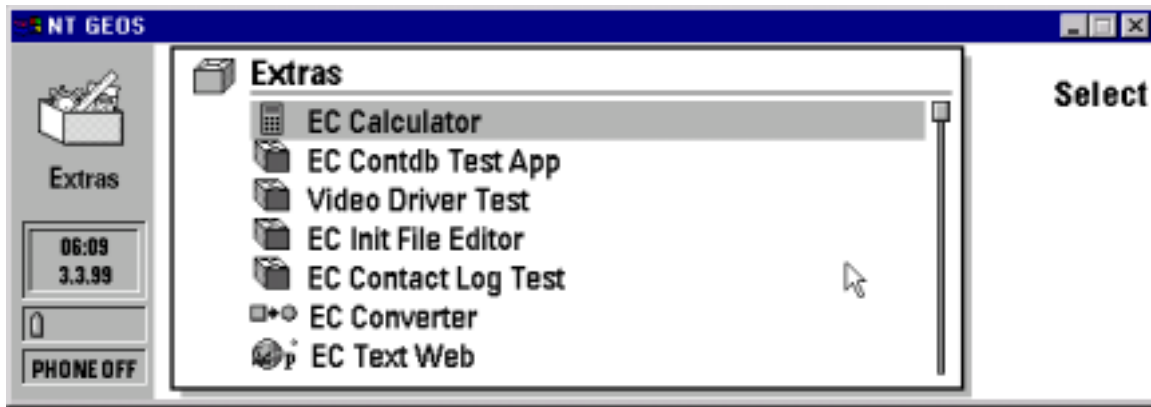 NT GEOS
Extras
Select
EC Calculator
EC Contdb Test App
Video Driver Test
EC Init File Editor
EC Contact Log Test
EC Converter
EC Text Web
Extras
06:09
3.3.99
PHONE OFF